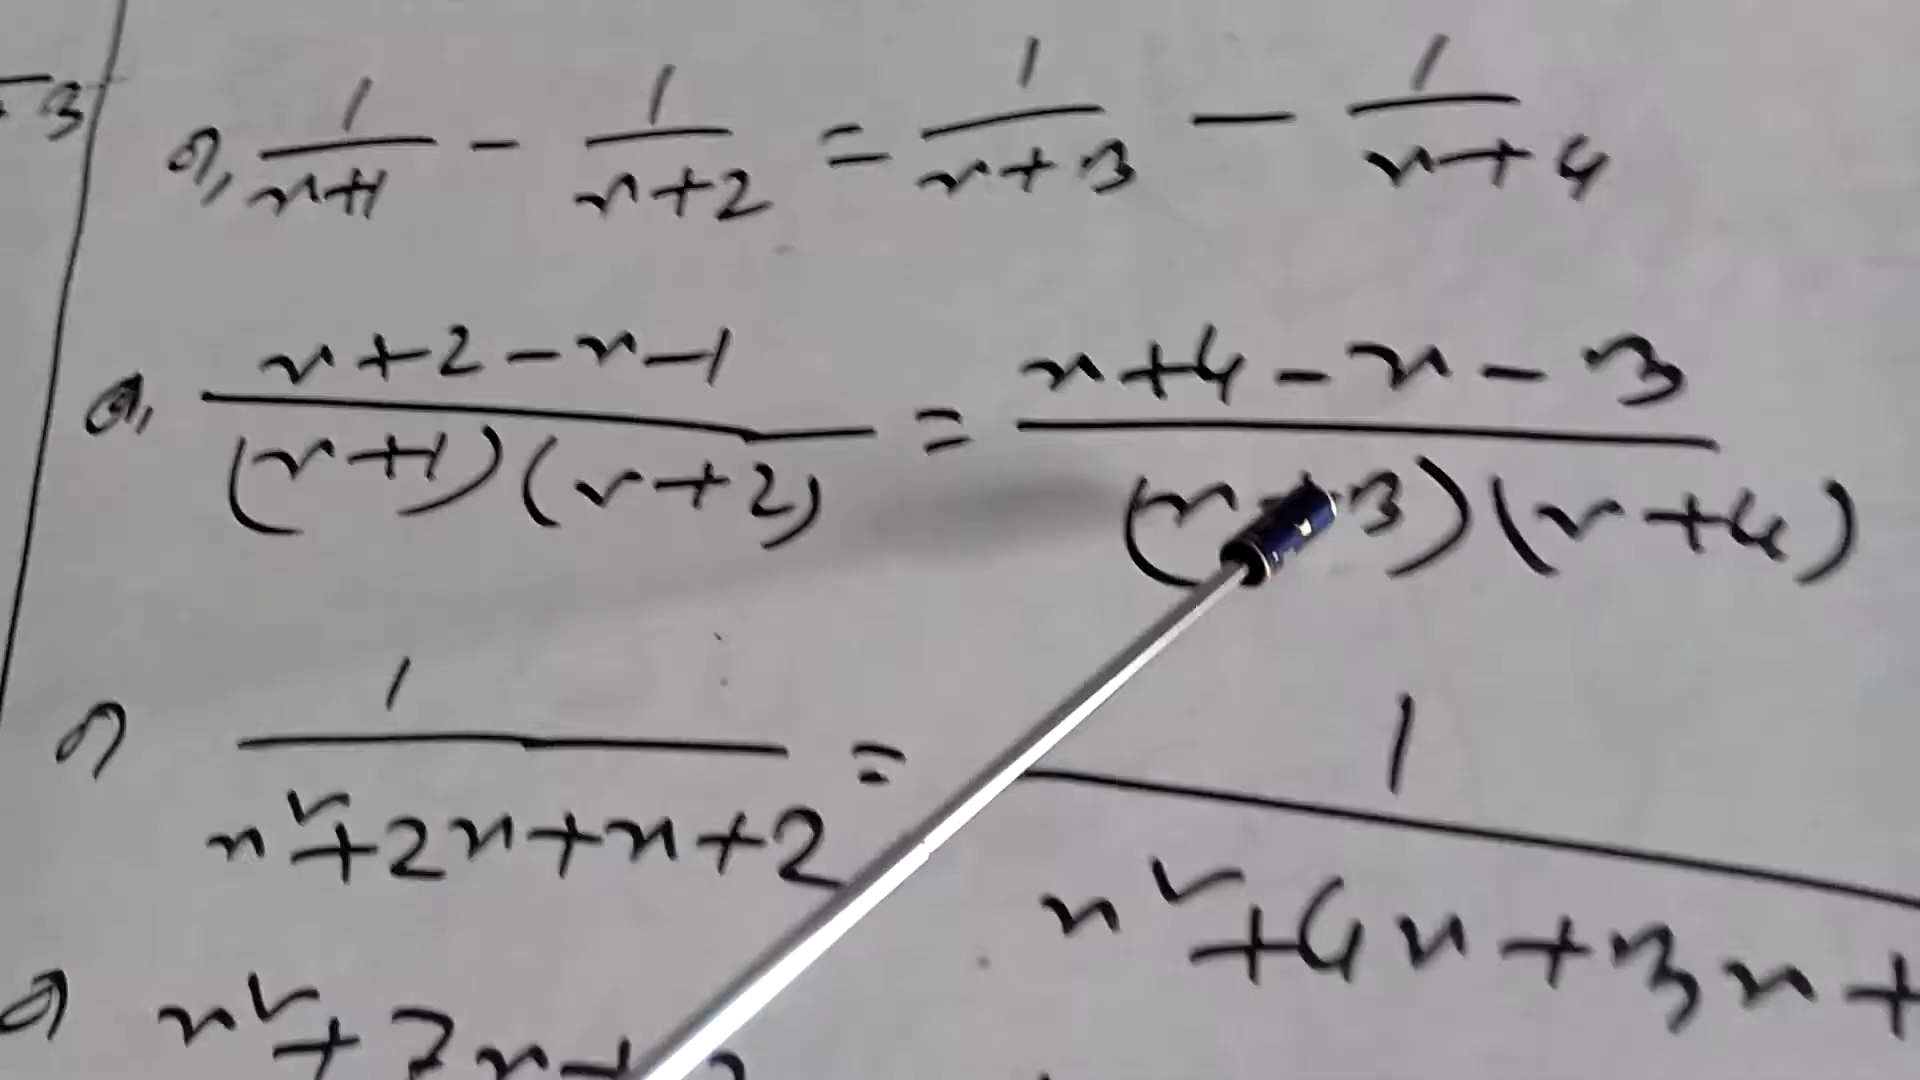 -3
বা, 1/(x+1) - 1/(x+2) = 1/(x+3) - 1/(x+4)
বা, (x+2-x-1)/((x+1)(x+2)) = (x+4-x-3)/((x+3)(x+4))
বা 1/(x²+2x+x+2) = 1/(x²+4x+3x+
বা x²+3x+2